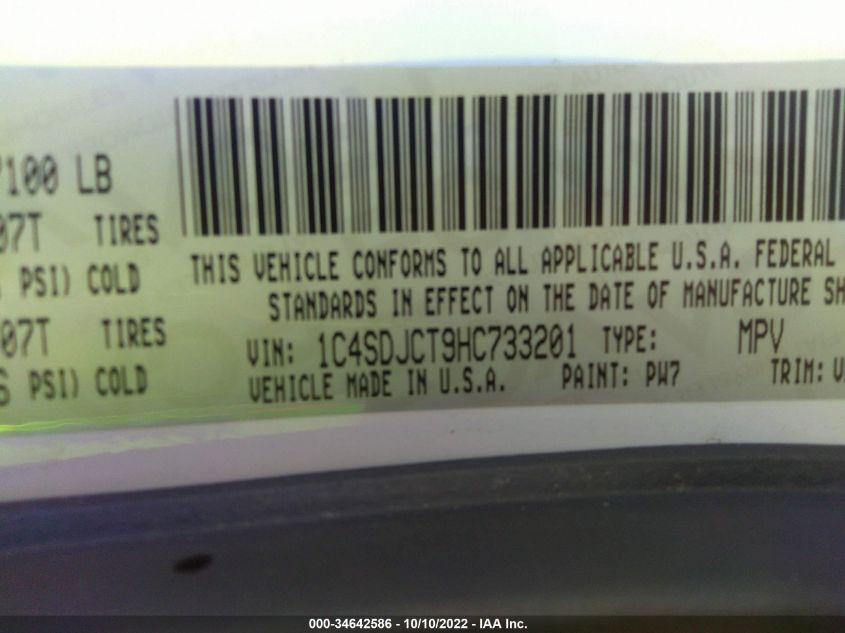 7100 LB
07T TIRES
PSI) COLD
07T TIRES
PSI) COLD
THIS VEHICLE CONFORMS TO ALL APPLICABLE U.S.A. FEDERAL
STANDARDS IN EFFECT ON THE DATE OF MANUFACTURE SH
VIN: 1C4SDJCT9HC733201 TYPE: MPV
VEHICLE MADE IN U.S.A. PAINT: PW7 TRIM: V
000-34642586 - 10/10/2022 - IAA Inc.